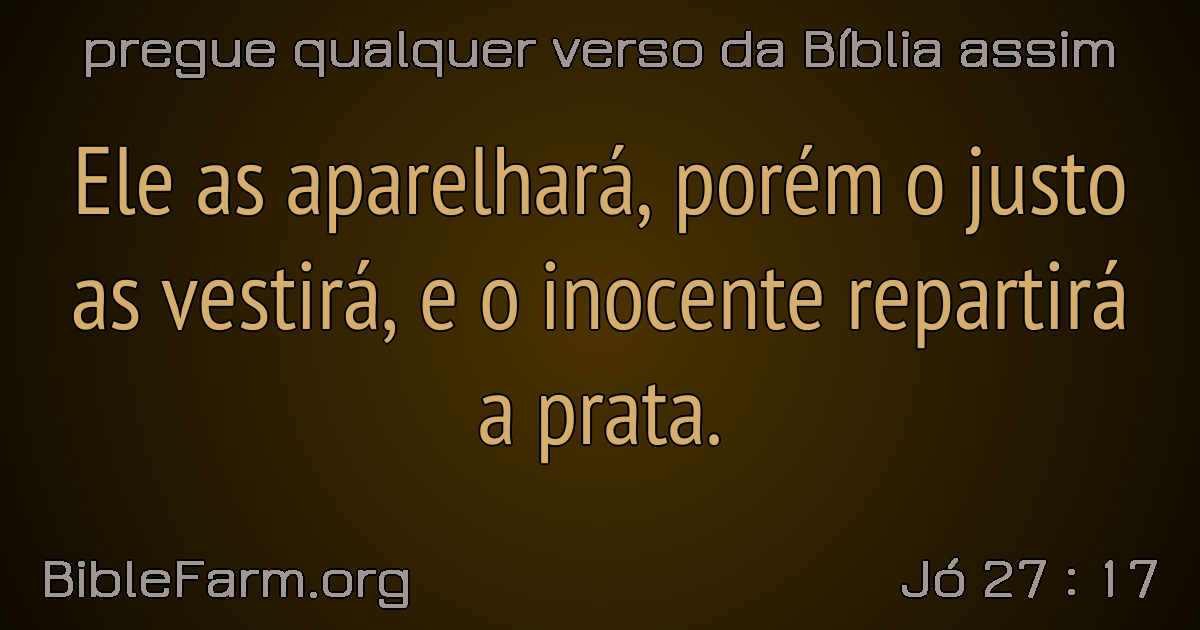 pregue qualquer verso da Bíblia assim
Ele as aparelhará, porém o justo
as vestirá, e o inocente repartirá
a prata.
BibleFarm.org
Jó 27 : 17